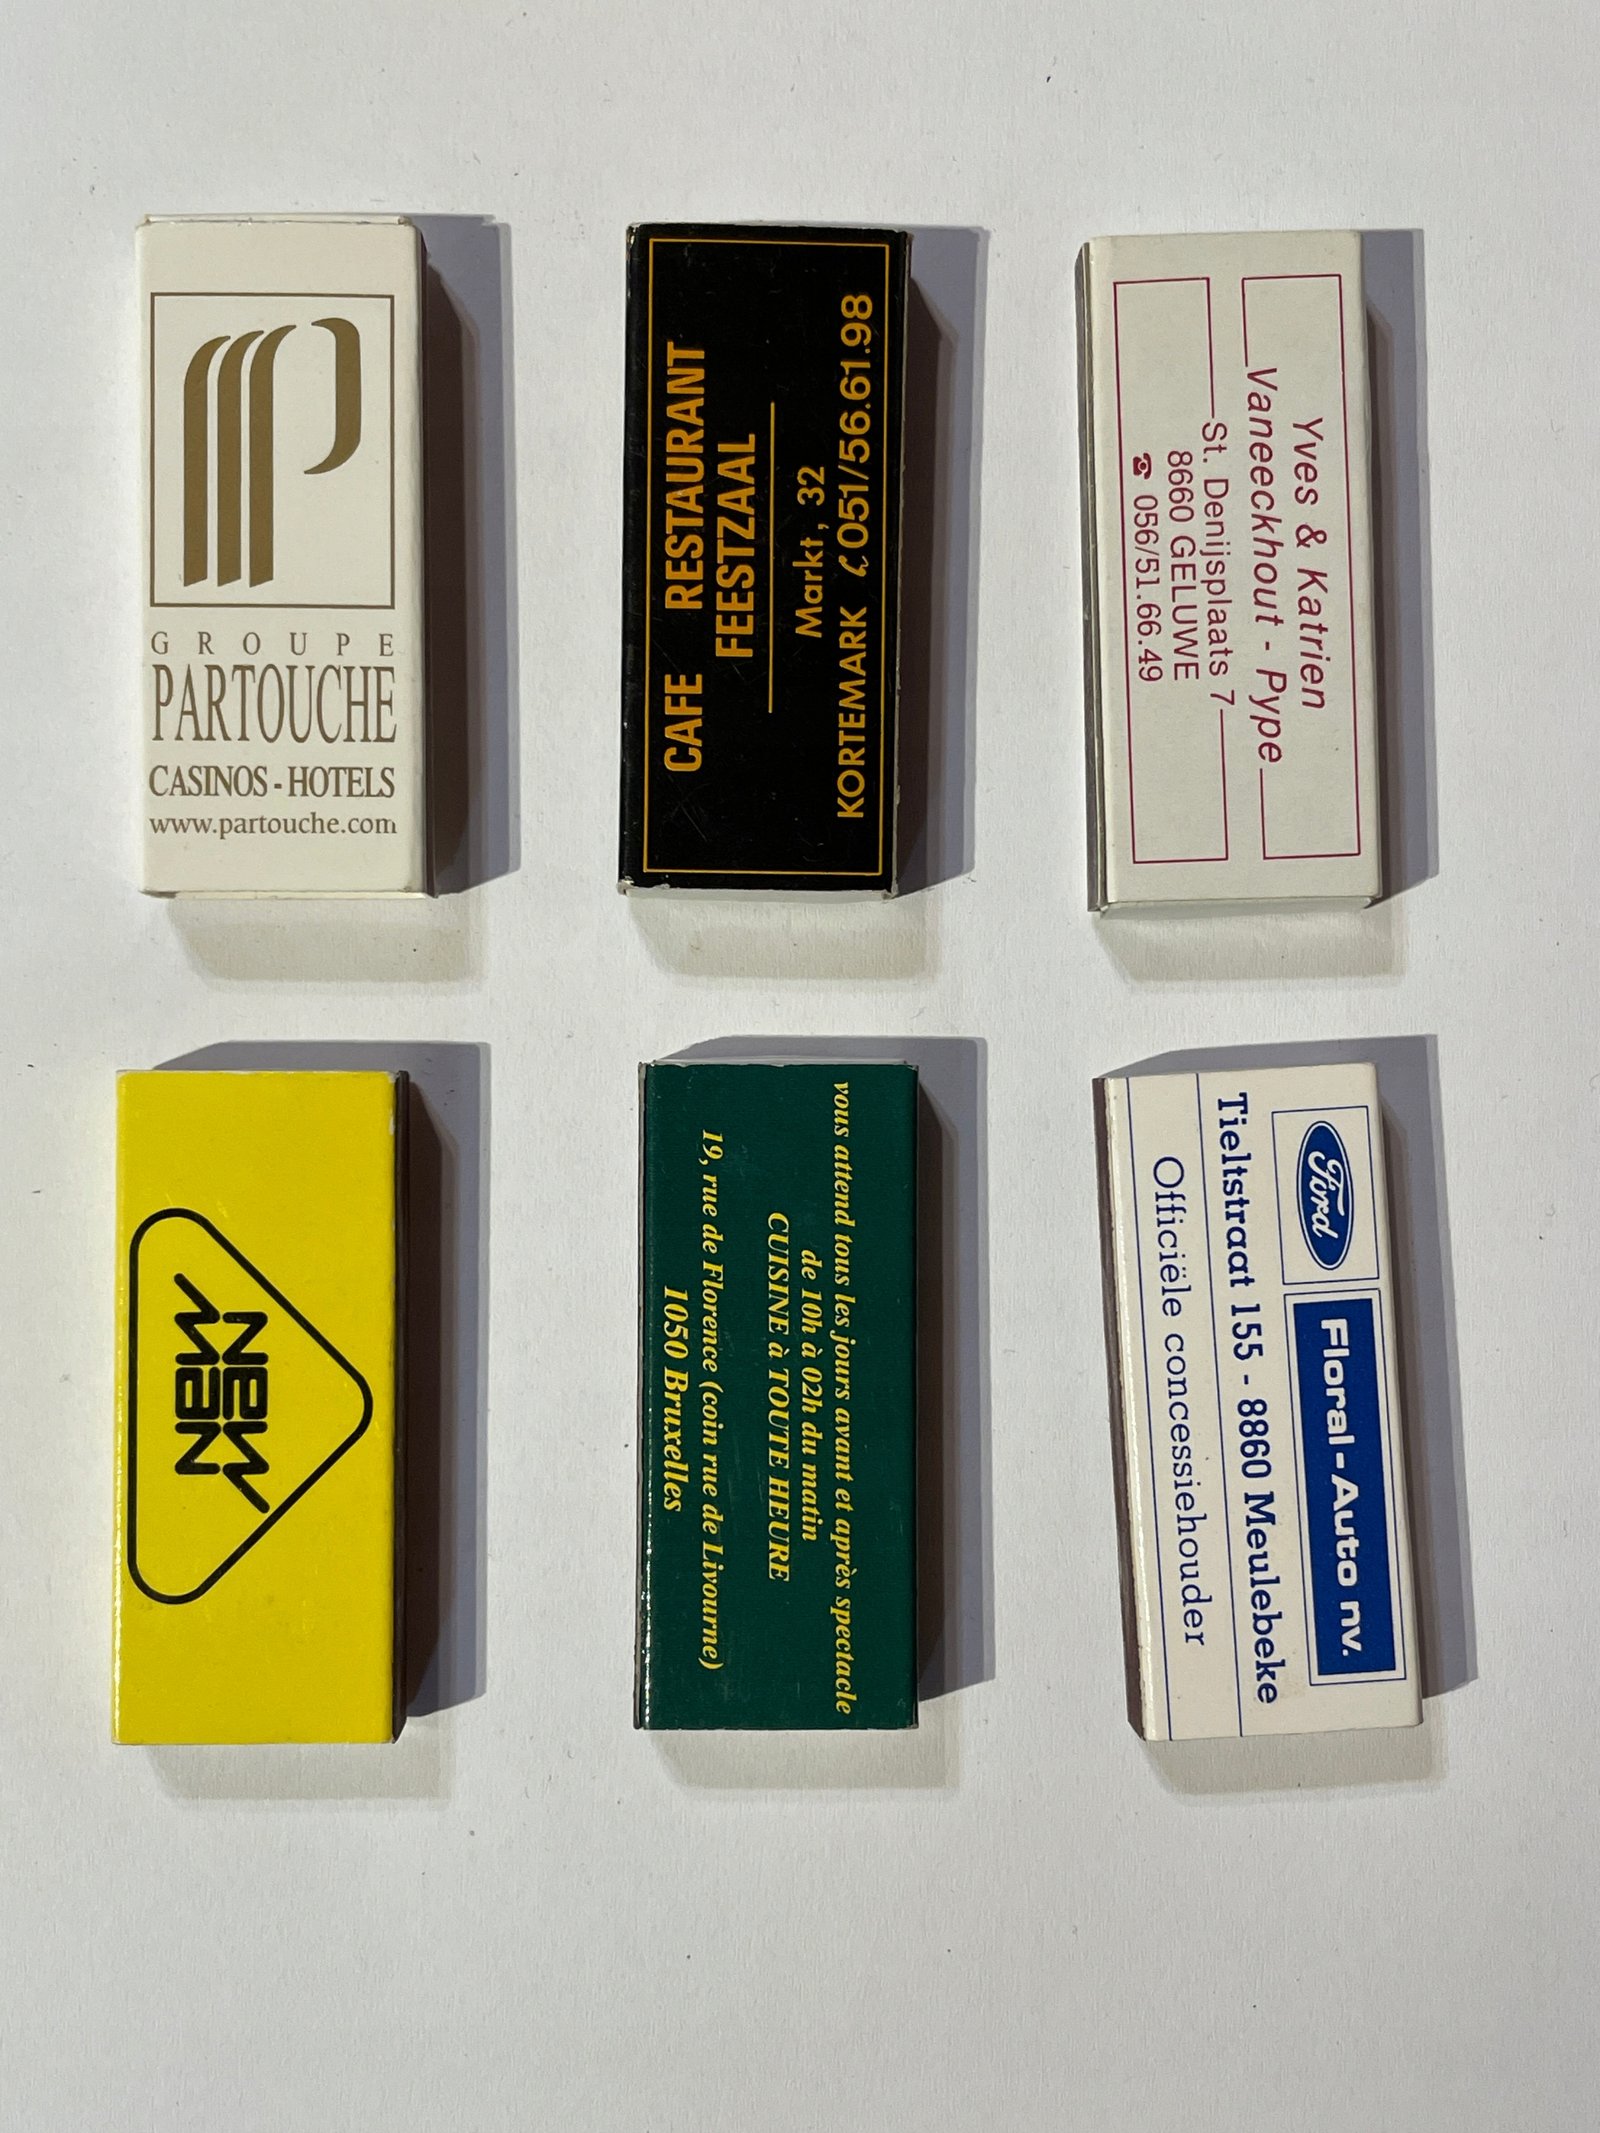 GROUPE
PARTOUCHE
CASINOS - HOTELS
www.partouche.com
CAFE RESTAURANT
FEESTZAAL
Markt, 32
KORTEMARK 051/56.61.98
Yves & Katrien
Vaneeckhout - Pype
St. Denijsplaats 7
8660 GELUWE
☎ 056/51.66.49
NEW
MAN
vous attend tous les jours avant et après spectacle
de 10h à 02h du matin
CUISINE à TOUTE HEURE
19, rue de Florence (coin rue de Livourne)
1050 Bruxelles
Ford
Floral-Auto nv.
Tieltstraat 155 - 8860 Meulebeke
Officiële concessiehouder